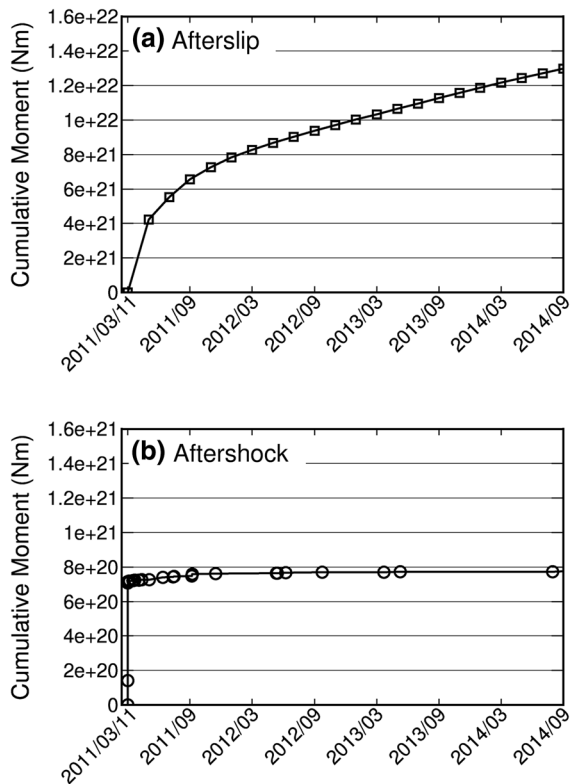 (a) Afterslip
Cumulative Moment (Nm)
1.6e+22
1.4e+22
1.2e+22
1e+22
8e+21
6e+21
4e+21
2e+21
0
2011/03/11
2011/09
2012/03
2012/09
2013/03
2013/09
2014/03
2014/09
(b) Aftershock
Cumulative Moment (Nm)
1.6e+21
1.4e+21
1.2e+21
1e+21
8e+20
6e+20
4e+20
2e+20
0
2011/03/11
2011/09
2012/03
2012/09
2013/03
2013/09
2014/03
2014/09